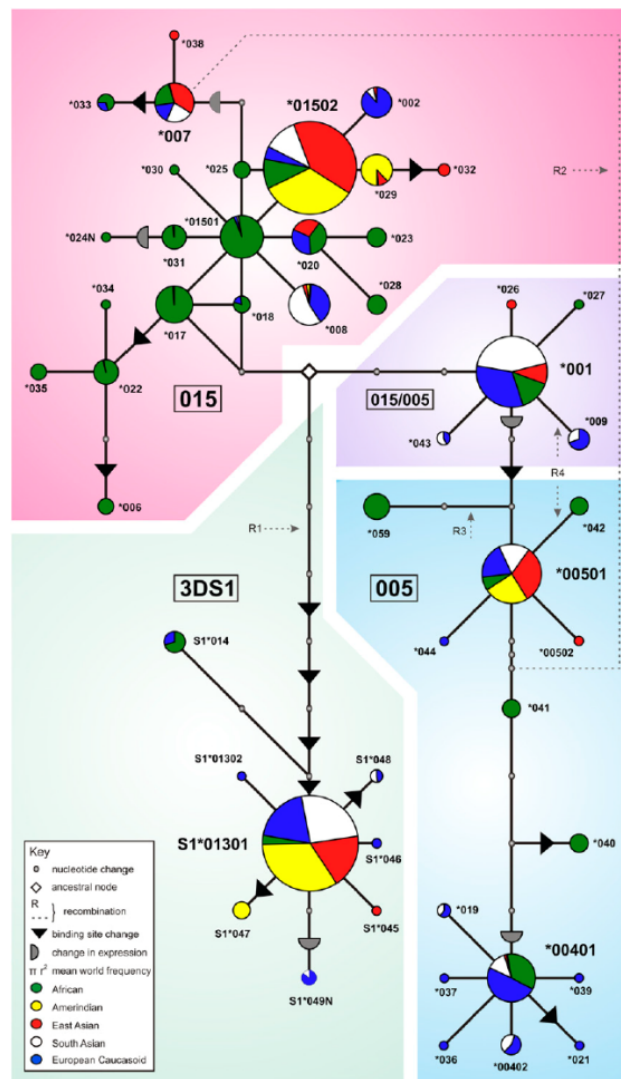 *038
*033
*007
*01502
*002
*030
*025
*029
*032
R2
*01501
*024N
*031
*020
*023
*028
*034
*018
*008
*017
*026
*027
*035
*022
015
015/005
*001
*043
*009
*006
R4
R1
*059
R3
*042
3DS1
005
*00501
S1*014
*044
*00502
*041
S1*01302
S1*048
S1*01301
S1*046
*040
S1*047
S1*045
*019
*00401
S1*049N
*037
*039
*036
*00402
*021
Key
nucleotide change
ancestral node
R
recombination
binding site change
change in expression
π r² mean world frequency
African
Amerindian
East Asian
South Asian
European Caucasoid